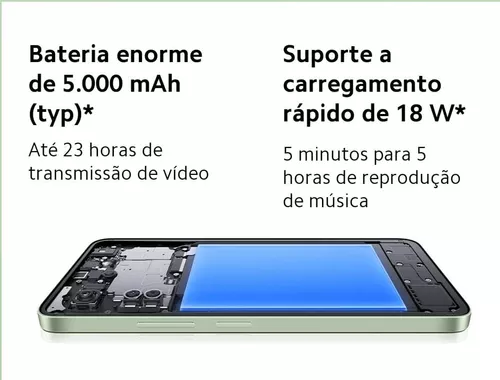 Bateria enorme
de 5.000 mAh
(typ)*
Até 23 horas de
transmissão de vídeo
Suporte a
carregamento
rápido de 18 W*
5 minutos para 5
horas de reprodução
de música